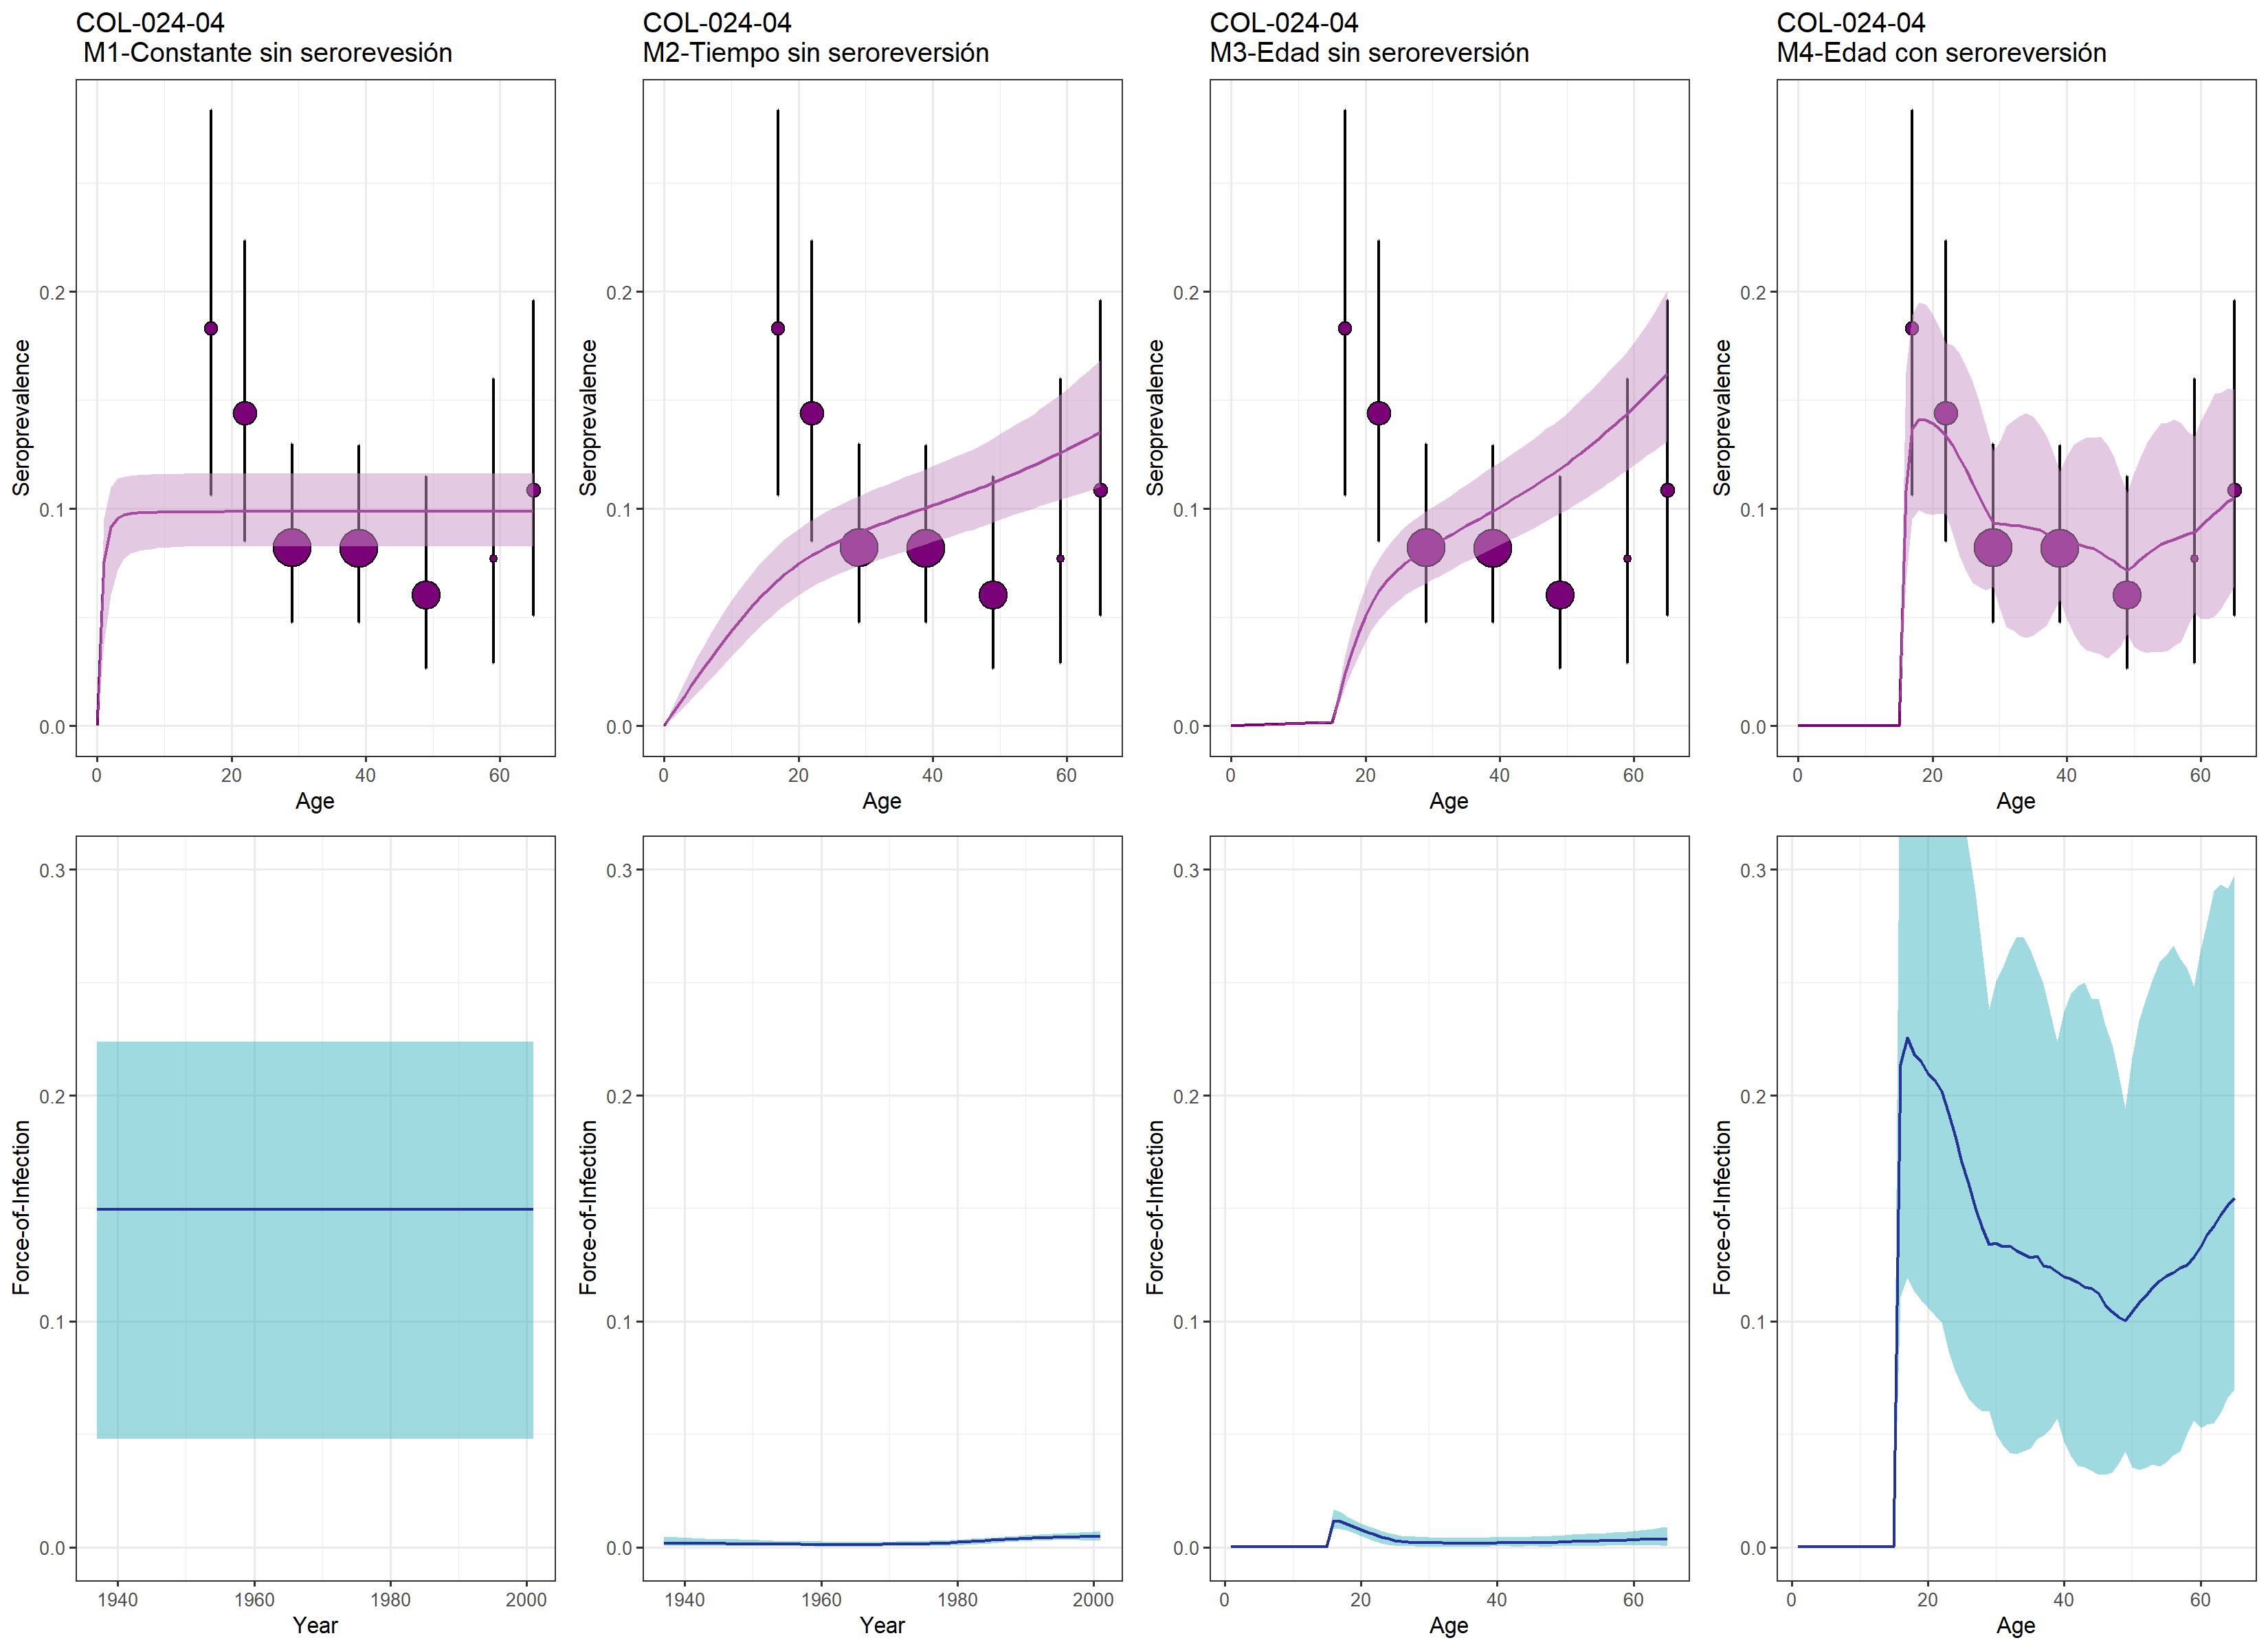 COL-024-04
M1-Constante sin serorevesión
Seroprevalence
0.2
0.1
0.0
0
20
40
60
Age
COL-024-04
M2-Tiempo sin seroreversión
Seroprevalence
0.2
0.1
0.0
0
20
40
60
Age
COL-024-04
M3-Edad sin seroreversión
Seroprevalence
0.2
0.1
0.0
0
20
40
60
Age
COL-024-04
M4-Edad con seroreversión
Seroprevalence
0.2
0.1
0.0
0
20
40
60
Age
Force-of-Infection
0.3
0.2
0.1
0.0
1940
1960
1980
2000
Year
Force-of-Infection
0.3
0.2
0.1
0.0
1940
1960
1980
2000
Year
Force-of-Infection
0.3
0.2
0.1
0.0
0
20
40
60
Age
Force-of-Infection
0.3
0.2
0.1
0.0
0
20
40
60
Age